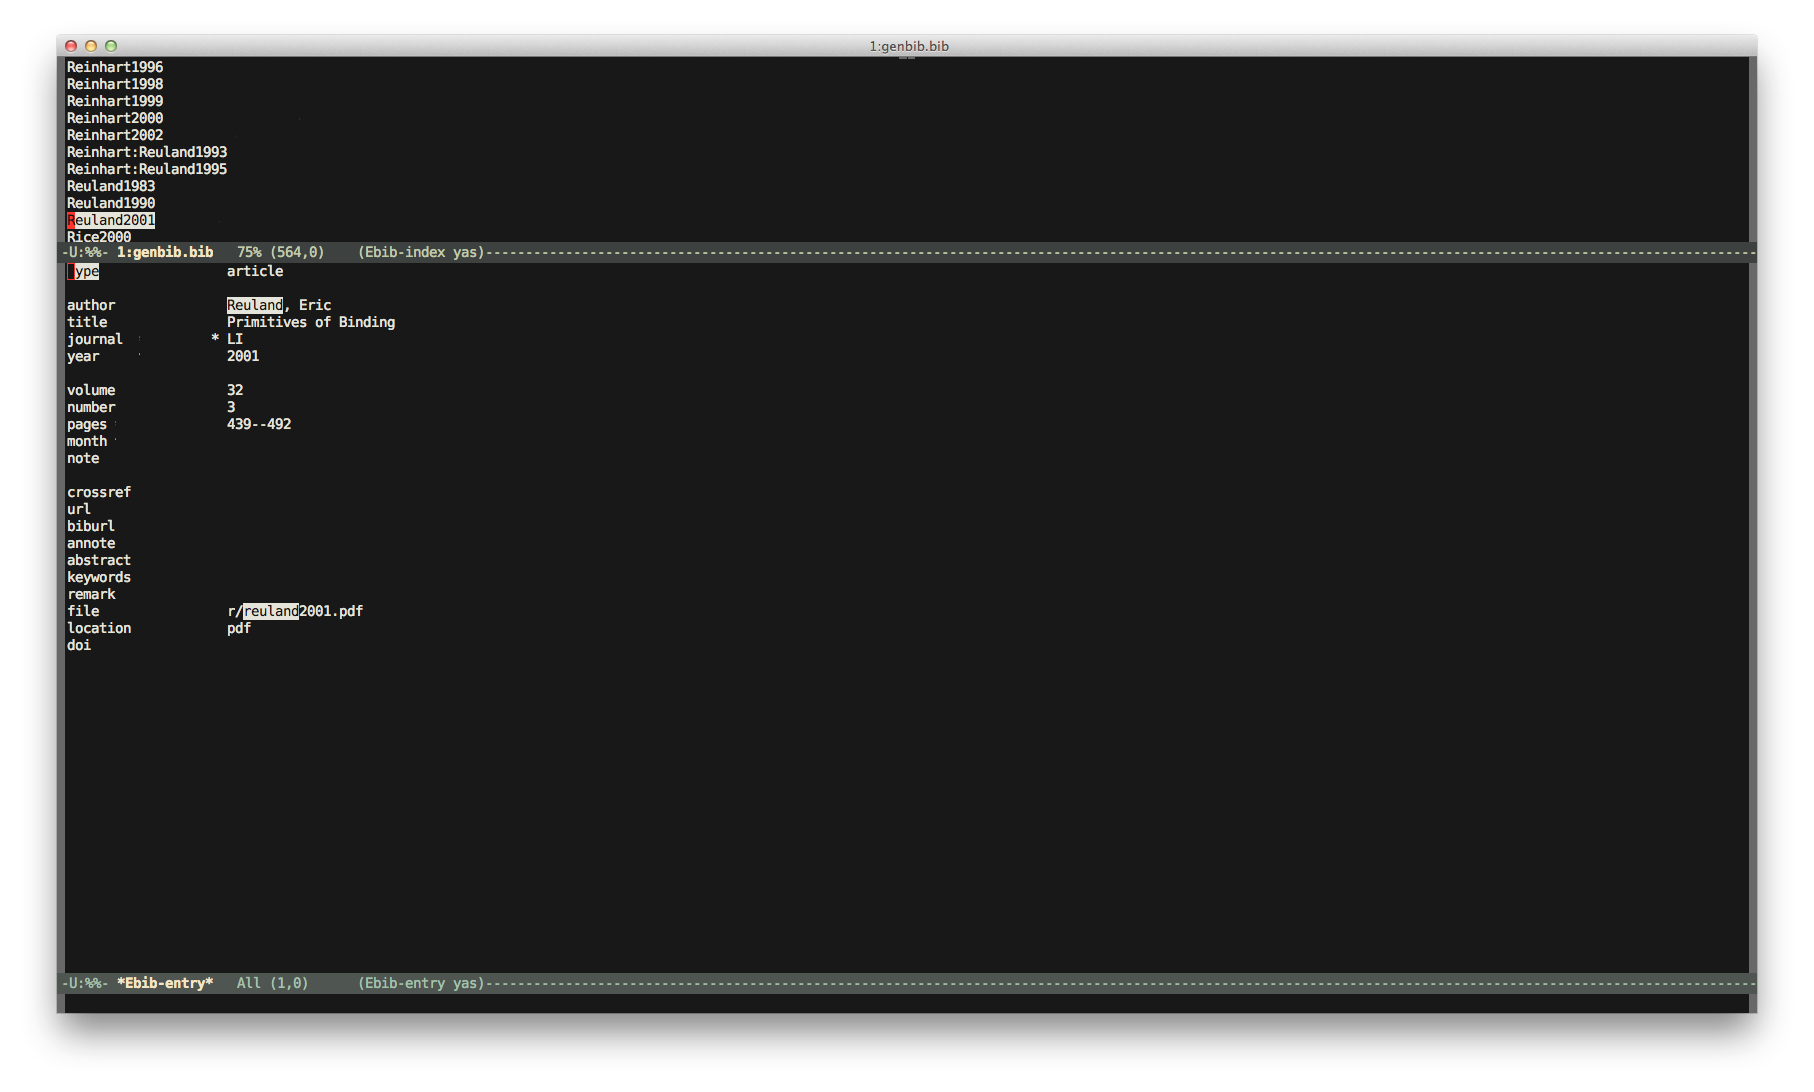 1:genbib.bib
Reinhart1996
Reinhart1998
Reinhart1999
Reinhart2000
Reinhart2002
Reinhart:Reuland1993
Reinhart:Reuland1995
Reuland1983
Reuland1990
Reuland2001
Rice2000
-U:%%- 1:genbib.bib 75% (564,0) (Ebib-index yas)--------------------------------------------------------------------------------------------------------------------------------------------------------------
ype article
author Reuland, Eric
title Primitives of Binding
journal * LI
year 2001
volume 32
number 3
pages 439--492
month
note
crossref
url
biburl
annote
abstract
keywords
remark
file r/reuland2001.pdf
location pdf
doi
-U:%%- *Ebib-entry* All (1,0) (Ebib-entry yas)--------------------------------------------------------------------------------------------------------------------------------------------------------------